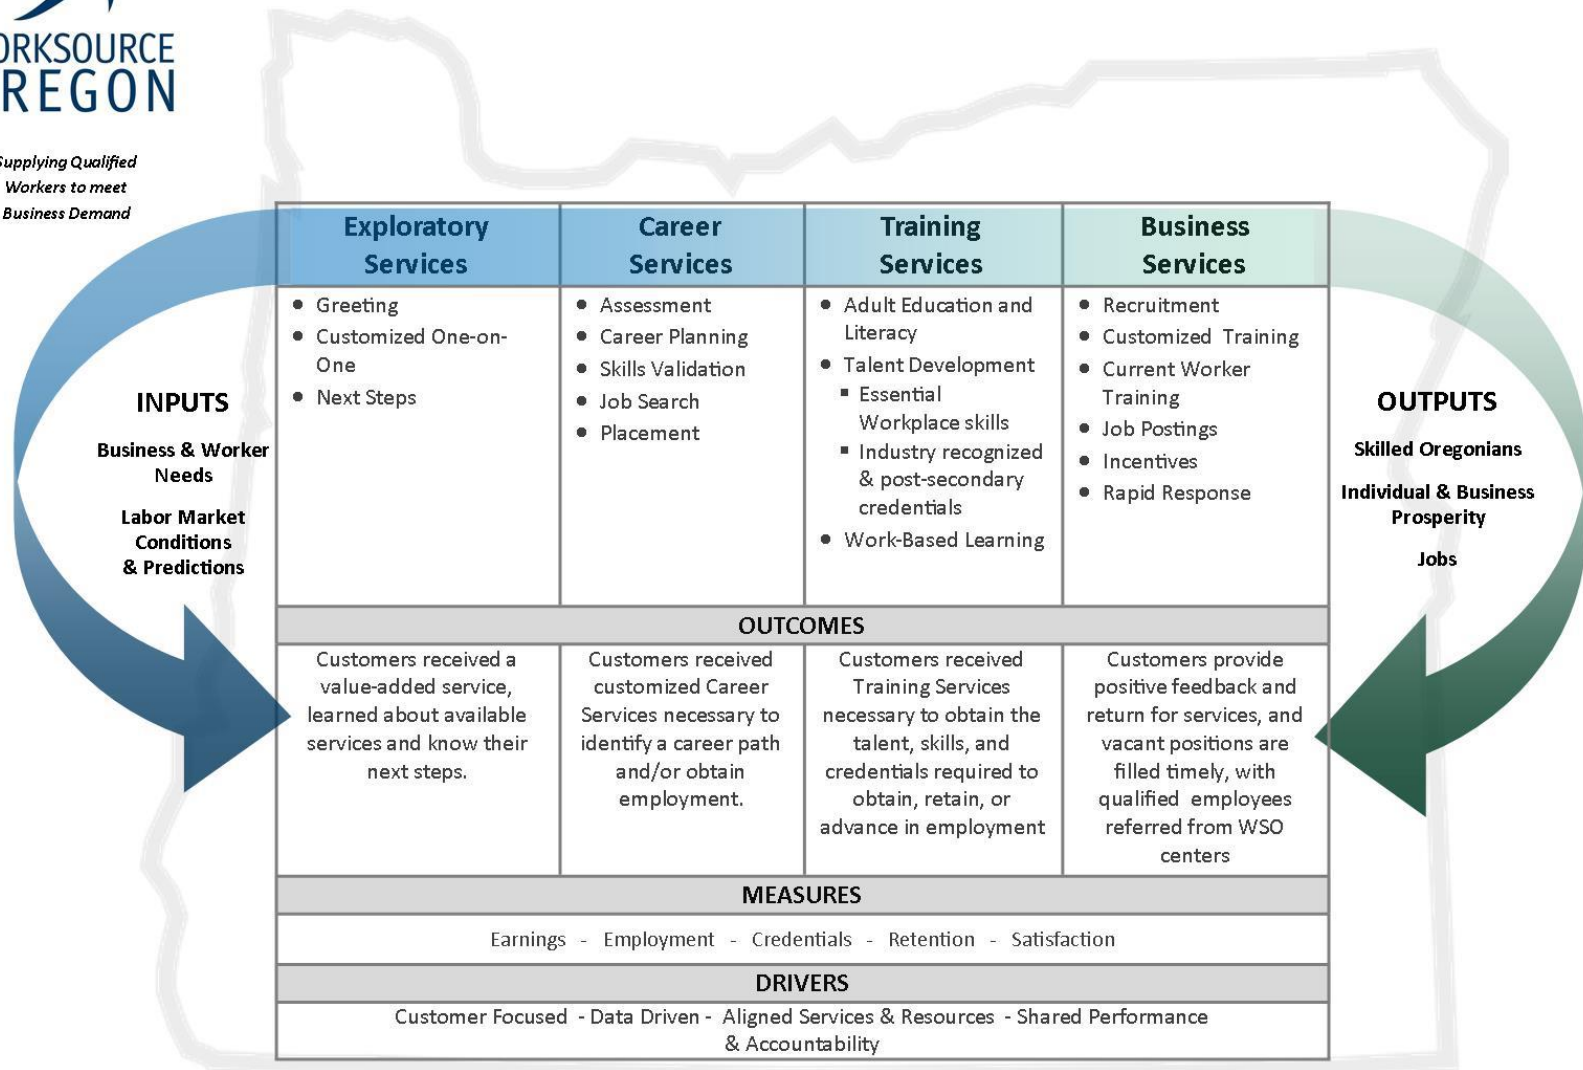 ORKSOURCE
REGON
Supplying Qualified
Workers to meet
Business Demand
Exploratory
Services
Career
Services
Training
Services
Business
Services
INPUTS
Business & Worker
Needs
Labor Market
Conditions
& Predictions
• Greeting
• Customized One-on-
One
• Next Steps
• Assessment
• Career Planning
• Skills Validation
• Job Search
• Placement
• Adult Education and
Literacy
• Talent Development
▪ Essential
Workplace skills
▪ Industry recognized
& post-secondary
credentials
• Work-Based Learning
• Recruitment
• Customized Training
• Current Worker
Training
• Job Postings
• Incentives
• Rapid Response
OUTPUTS
Skilled Oregonians
Individual & Business
Prosperity
Jobs
OUTCOMES
Customers received a
value-added service,
learned about available
services and know their
next steps.
Customers received
customized Career
Services necessary to
identify a career path
and/or obtain
employment.
Customers received
Training Services
necessary to obtain the
talent, skills, and
credentials required to
obtain, retain, or
advance in employment
Customers provide
positive feedback and
return for services, and
vacant positions are
filled timely, with
qualified employees
referred from WSO
centers
MEASURES
Earnings - Employment - Credentials - Retention - Satisfaction
DRIVERS
Customer Focused - Data Driven - Aligned Services & Resources - Shared Performance
& Accountability